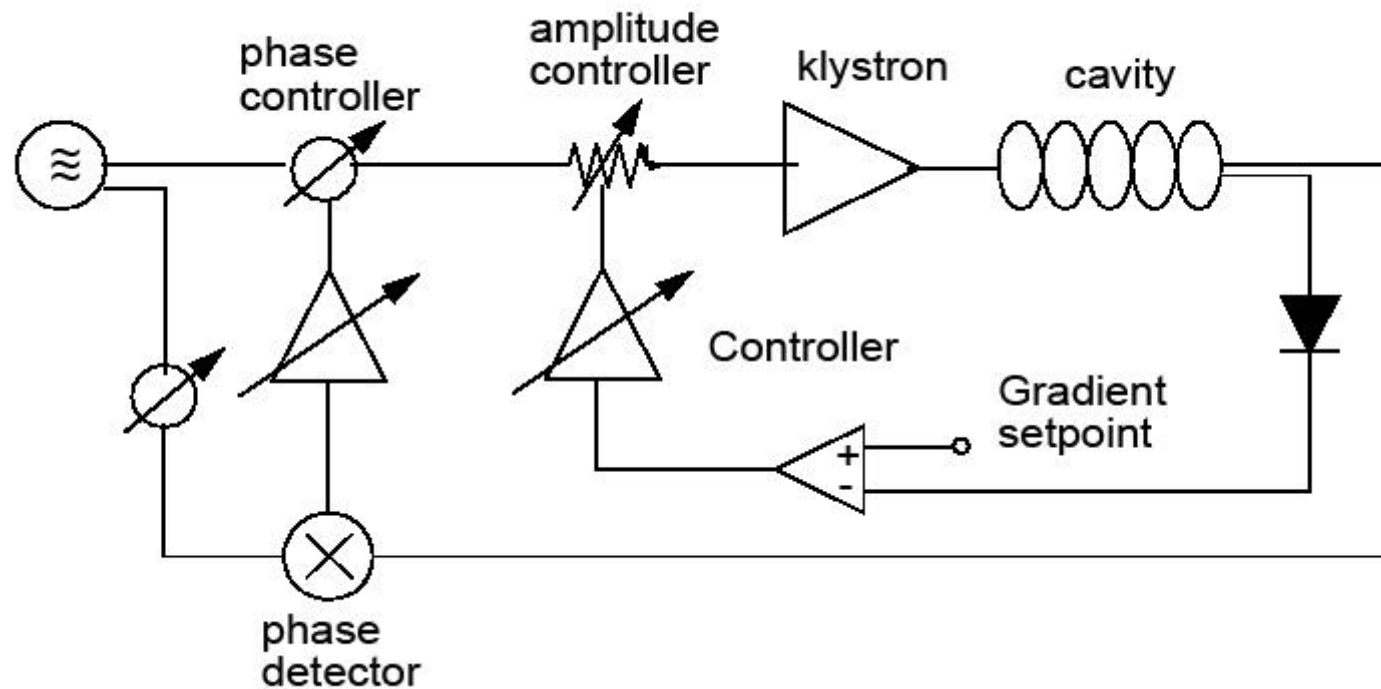 phase
controller
amplitude
controller
klystron
cavity
≋
Controller
Gradient
setpoint
+
-
phase
detector